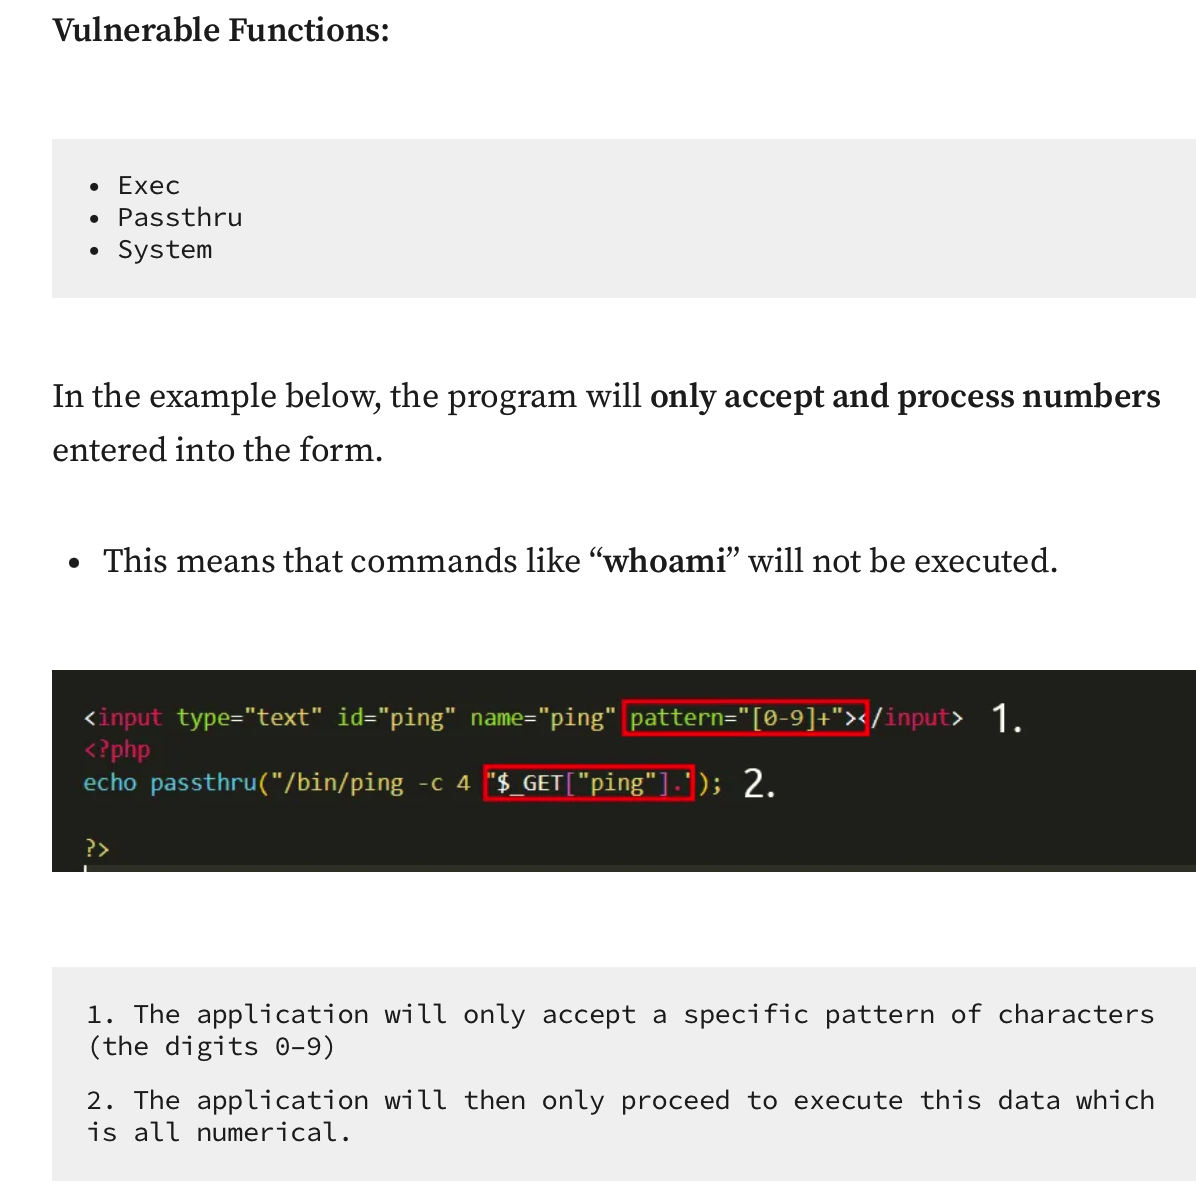 Vulnerable Functions:
• Exec
• Passthru
• System
In the example below, the program will only accept and process numbers
entered into the form.
• This means that commands like “whoami” will not be executed.
<input type="text" id="ping" name="ping" pattern="[0-9]+"></input> 1.
<?php
echo passthru("/bin/ping -c 4 "$_GET["ping"].'); 2.
?>
1. The application will only accept a specific pattern of characters
(the digits 0–9)
2. The application will then only proceed to execute this data which
is all numerical.